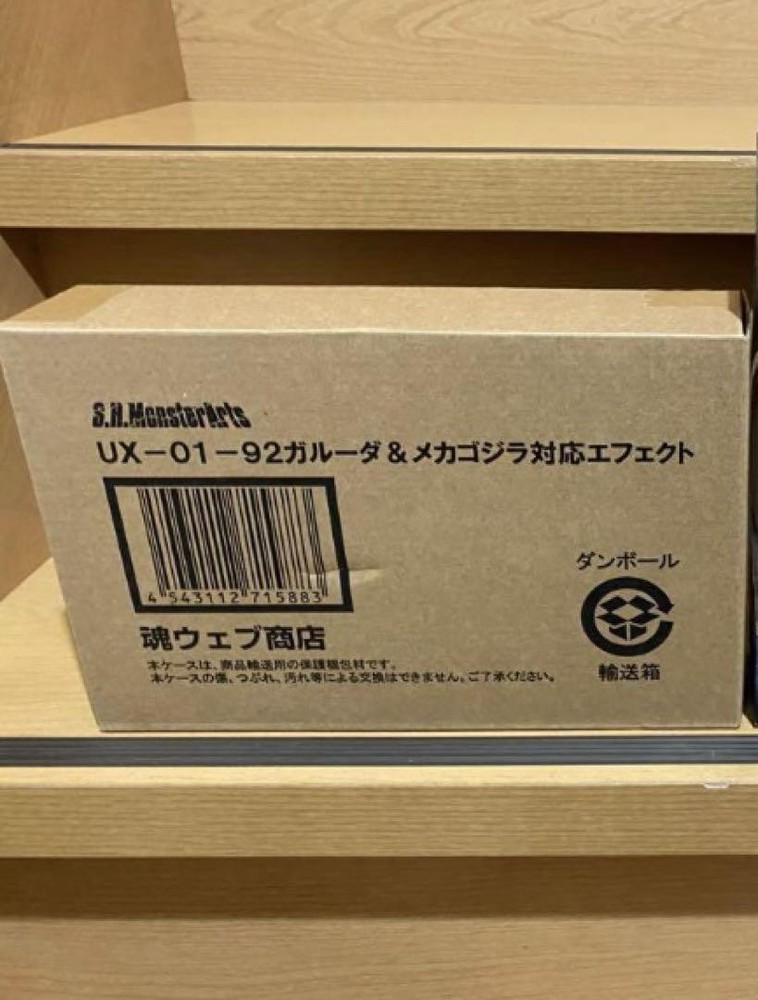 S.H.MonsterArts
UX-01-92ガルーダ&メカゴジラ対応エフェクト
4 543112 715883
ダンボール
輸送箱
魂ウェブ商店
本ケースは、商品輸送用の保護梱包材です。
本ケースの傷、つぶれ、汚れ等による交換はできません。ご了承ください。